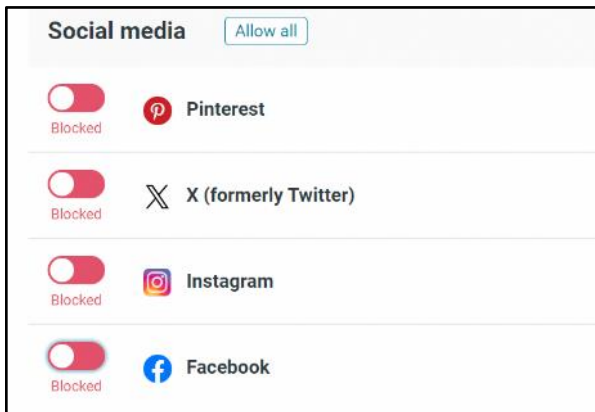 Social media Allow all
Pinterest
Blocked
X (formerly Twitter)
Blocked
Instagram
Blocked
Facebook
Blocked